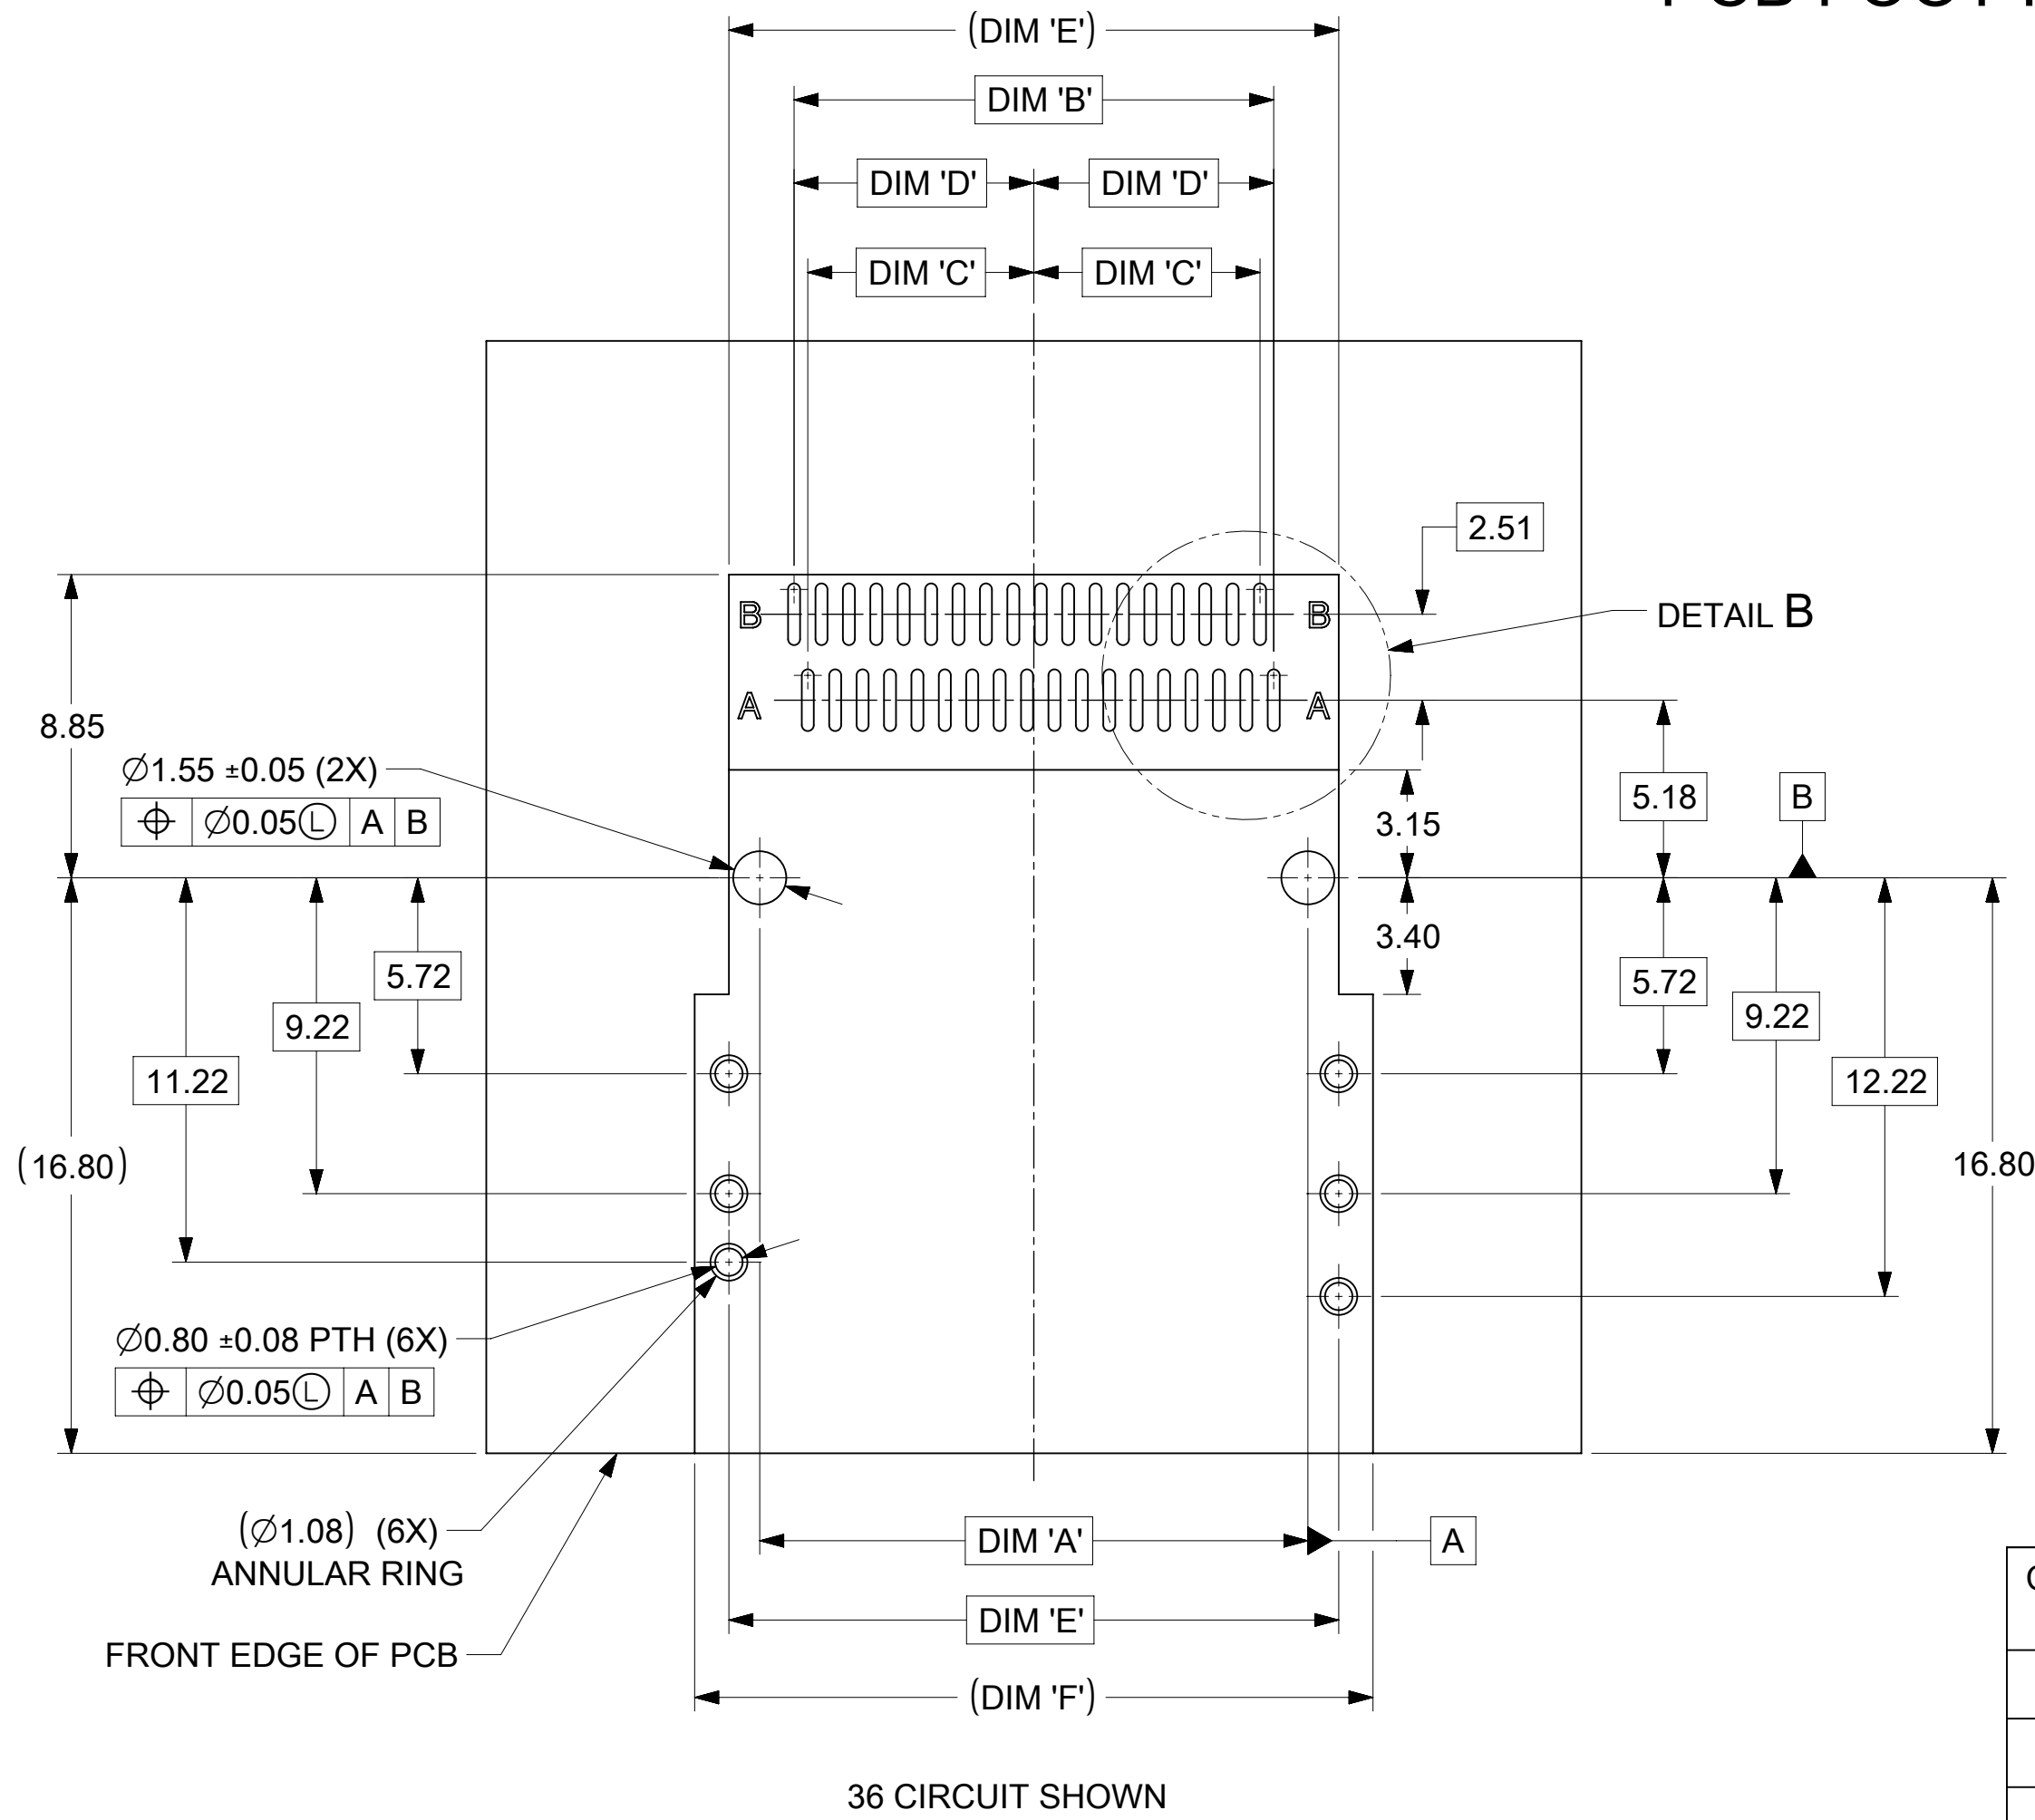 (DIM 'E')
DIM 'B'
DIM 'D' DIM 'D'
DIM 'C' DIM 'C'
2.51
B B
DETAIL B
A A
8.85
∅1.55 ±0.05 (2X)
⌖ ∅0.05Ⓛ A B
5.18
B
3.15
3.40
5.72
5.72
9.22
9.22
11.22
12.22
(16.80)
16.80
∅0.80 ±0.08 PTH (6X)
⌖ ∅0.05Ⓛ A B
(∅1.08) (6X)
ANNULAR RING
DIM 'A'
A
DIM 'E'
FRONT EDGE OF PCB
(DIM 'F')
36 CIRCUIT SHOWN